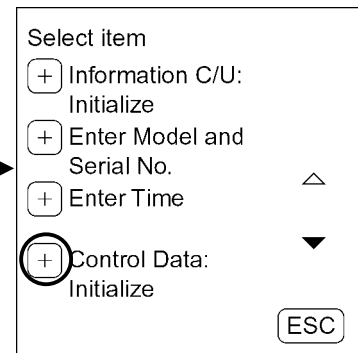 Select item
+ Information C/U:
Initialize
+ Enter Model and
Serial No.
+ Enter Time
+ Control Data:
Initialize
ESC